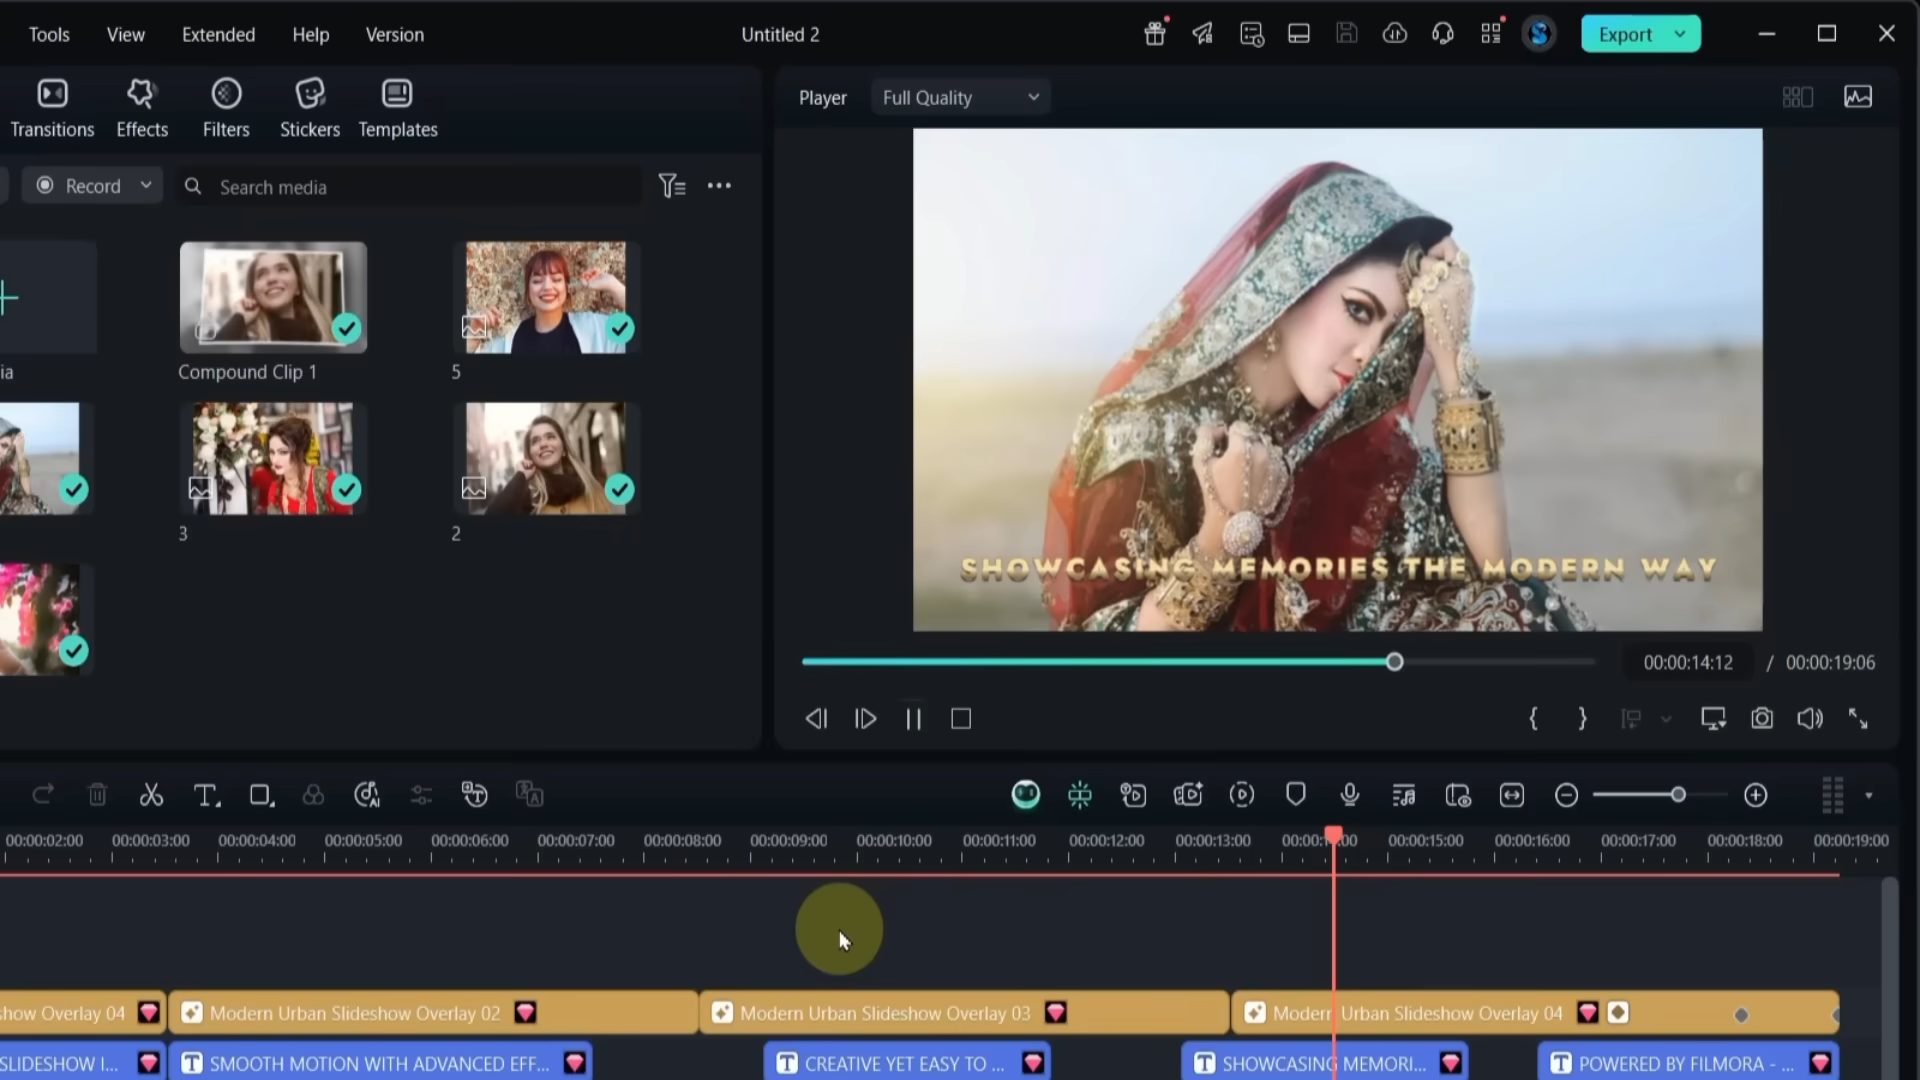 Tools View Extended Help Version Untitled 2 Export
Transitions Effects Filters Stickers Templates
Player Full Quality
Record Search media
ia Compound Clip 1 5
3 2
SHOWCASING MEMORIES THE MODERN WAY
00:00:14:12 / 00:00:19:06
00:00:02:00 00:00:03:00 00:00:04:00 00:00:05:00 00:00:06:00 00:00:07:00 00:00:08:00 00:00:09:00 00:00:10:00 00:00:11:00 00:00:12:00 00:00:13:00 00:00:15:00 00:00:16:00 00:00:17:00 00:00:18:00 00:00:19:00
how Overlay 04 Modern Urban Slideshow Overlay 02 Modern Urban Slideshow Overlay 03 Modern Urban Slideshow Overlay 04
SLIDESHOW I... SMOOTH MOTION WITH ADVANCED EFF... CREATIVE YET EASY TO ... SHOWCASING MEMORI... POWERED BY FILMORA - ...